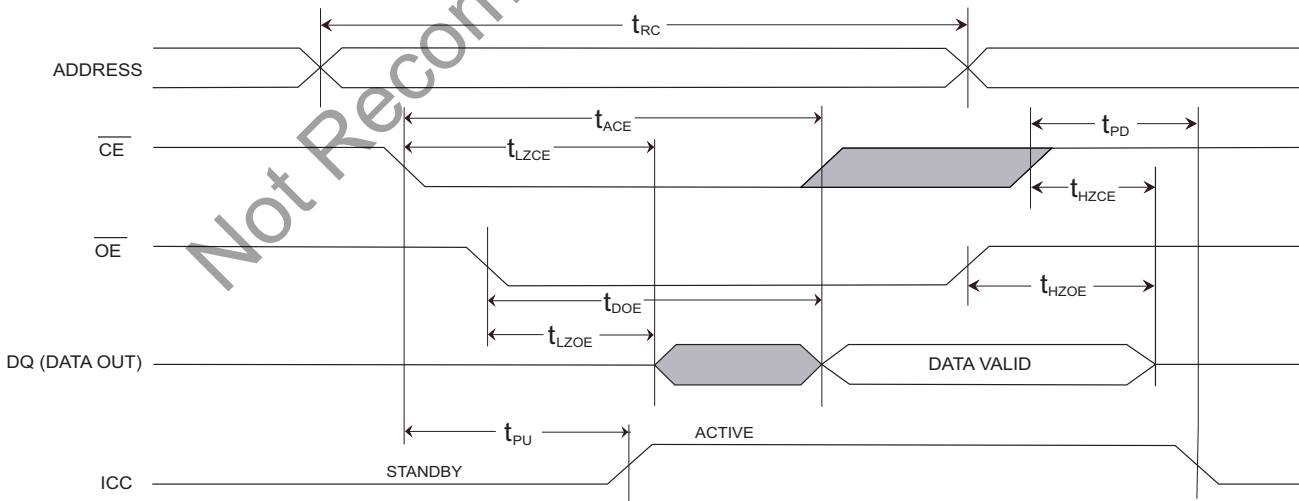 tRC
ADDRESS
tACE
tPD
CE
tLZCE
tHZCE
OE
tHZOE
tDOE
tLZOE
DQ (DATA OUT)
DATA VALID
tPU
ACTIVE
STANDBY
ICC
Not